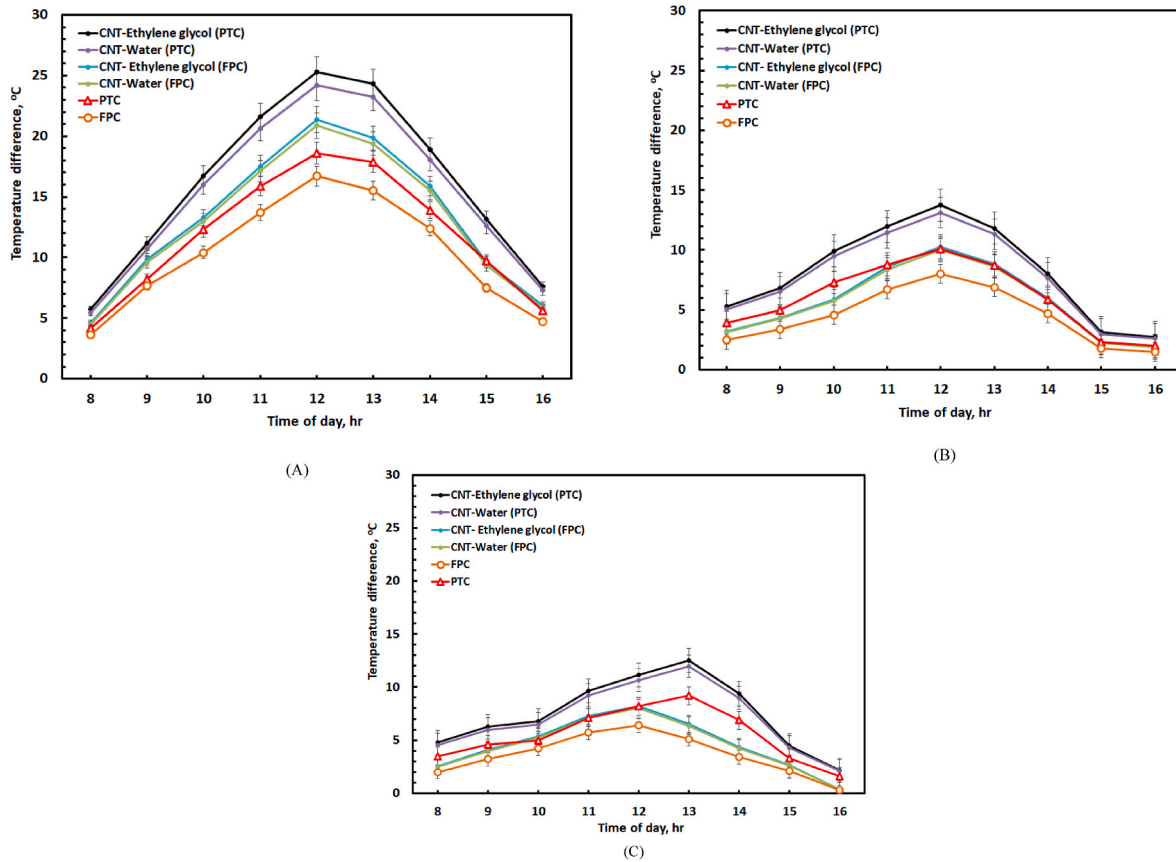 30
25
20
15
10
5
0
Temperature difference, ºC
CNT-Ethylene glycol (PTC)
CNT-Water (PTC)
CNT- Ethylene glycol (FPC)
CNT-Water (FPC)
PTC
FPC
8 9 10 11 12 13 14 15 16
Time of day, hr
(A)
30
25
20
15
10
5
0
Temperature difference, ºC
CNT-Ethylene glycol (PTC)
CNT-Water (PTC)
CNT- Ethylene glycol (FPC)
CNT-Water (FPC)
PTC
FPC
8 9 10 11 12 13 14 15 16
Time of day, hr
(B)
30
25
20
15
10
5
0
Temperature difference, ºC
CNT-Ethylene glycol (PTC)
CNT-Water (PTC)
CNT- Ethylene glycol (FPC)
CNT-Water (FPC)
FPC
PTC
8 9 10 11 12 13 14 15 16
Time of day, hr
(C)